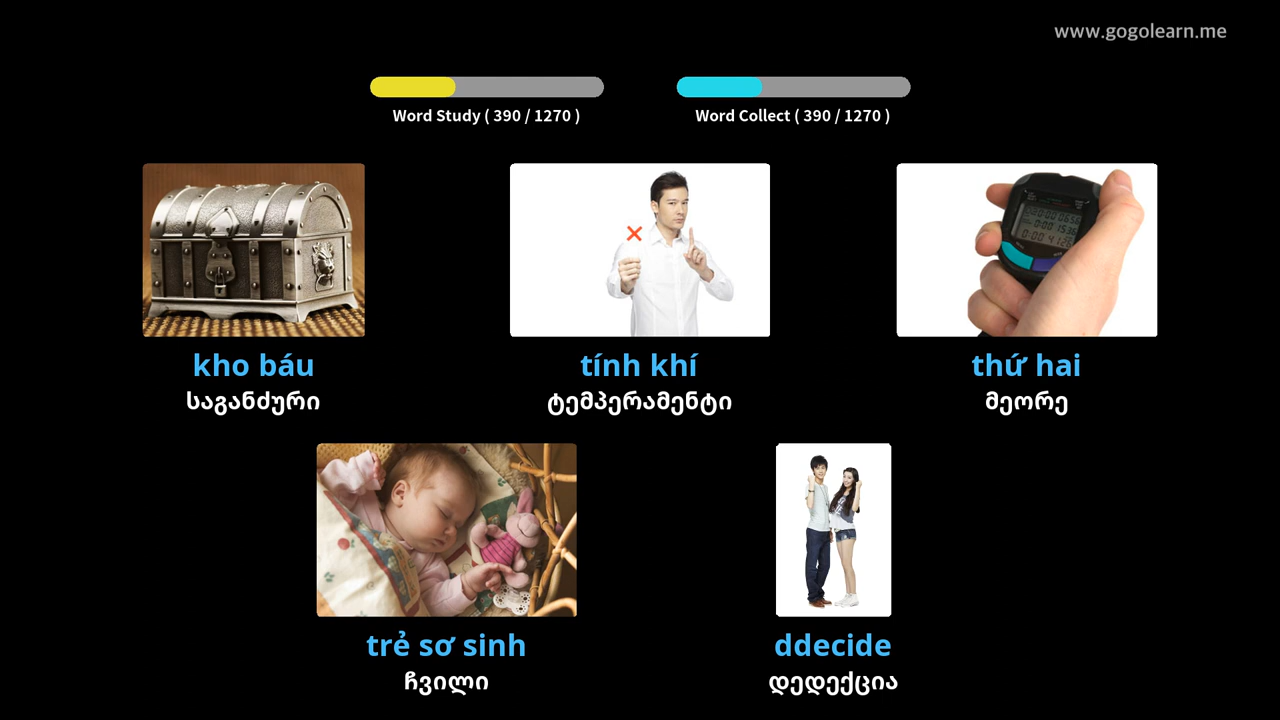 www.gogolearn.me
Word Study ( 390 / 1270 )
Word Collect ( 390 / 1270 )
kho báu
საგანძური
tính khí
ტემპერამენტი
thứ hai
მეორე
trẻ sơ sinh
ჩვილი
ddecide
დედექცია